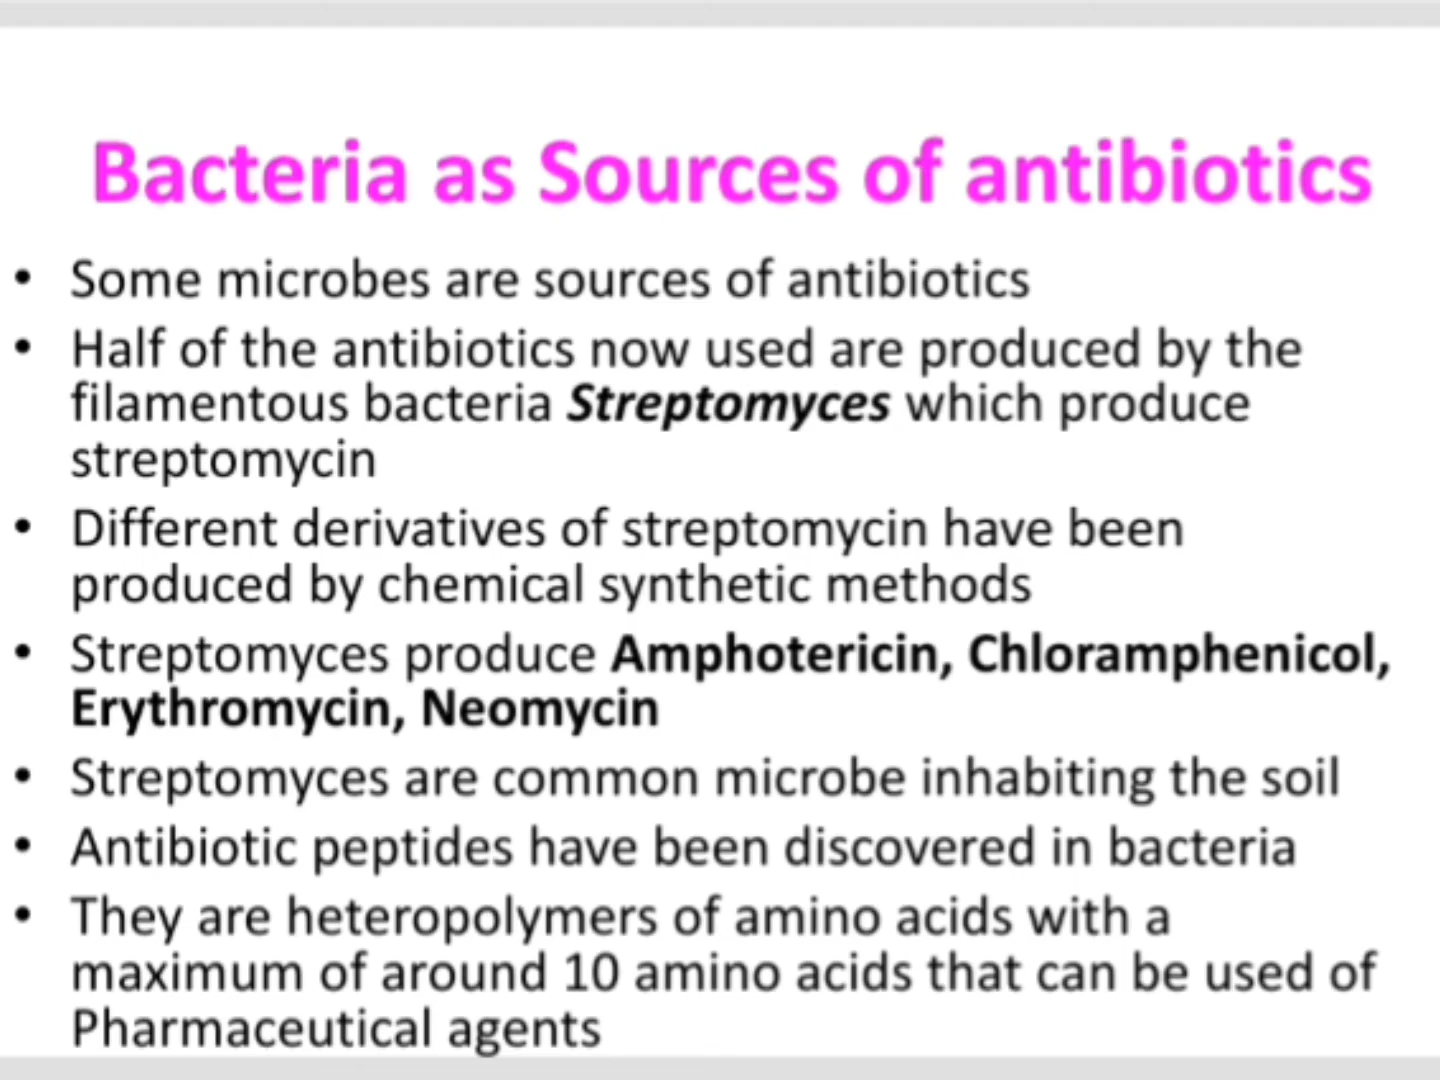 Bacteria as Sources of antibiotics
• Some microbes are sources of antibiotics
• Half of the antibiotics now used are produced by the
filamentous bacteria Streptomyces which produce
streptomycin
• Different derivatives of streptomycin have been
produced by chemical synthetic methods
• Streptomyces produce Amphotericin, Chloramphenicol,
Erythromycin, Neomycin
• Streptomyces are common microbe inhabiting the soil
• Antibiotic peptides have been discovered in bacteria
• They are heteropolymers of amino acids with a
maximum of around 10 amino acids that can be used of
Pharmaceutical agents